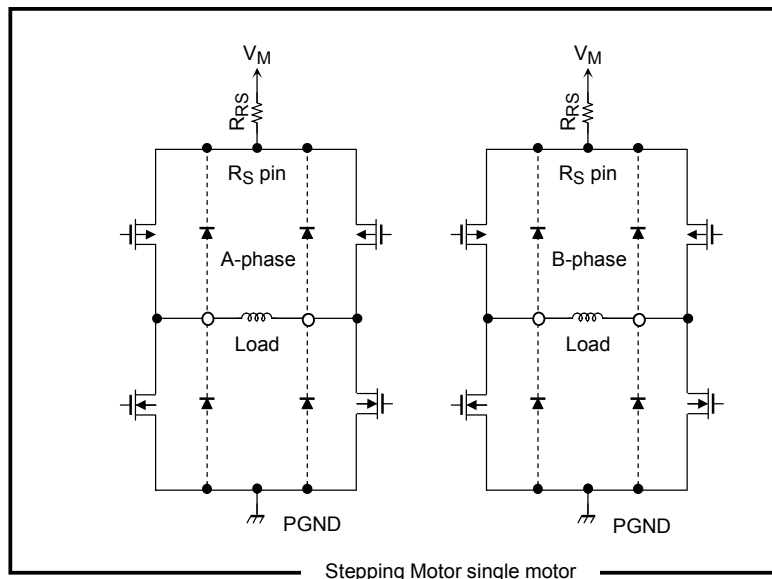 VM VM
RRS RRS
RS pin RS pin
A-phase B-phase
Load Load
PGND PGND
Stepping Motor single motor